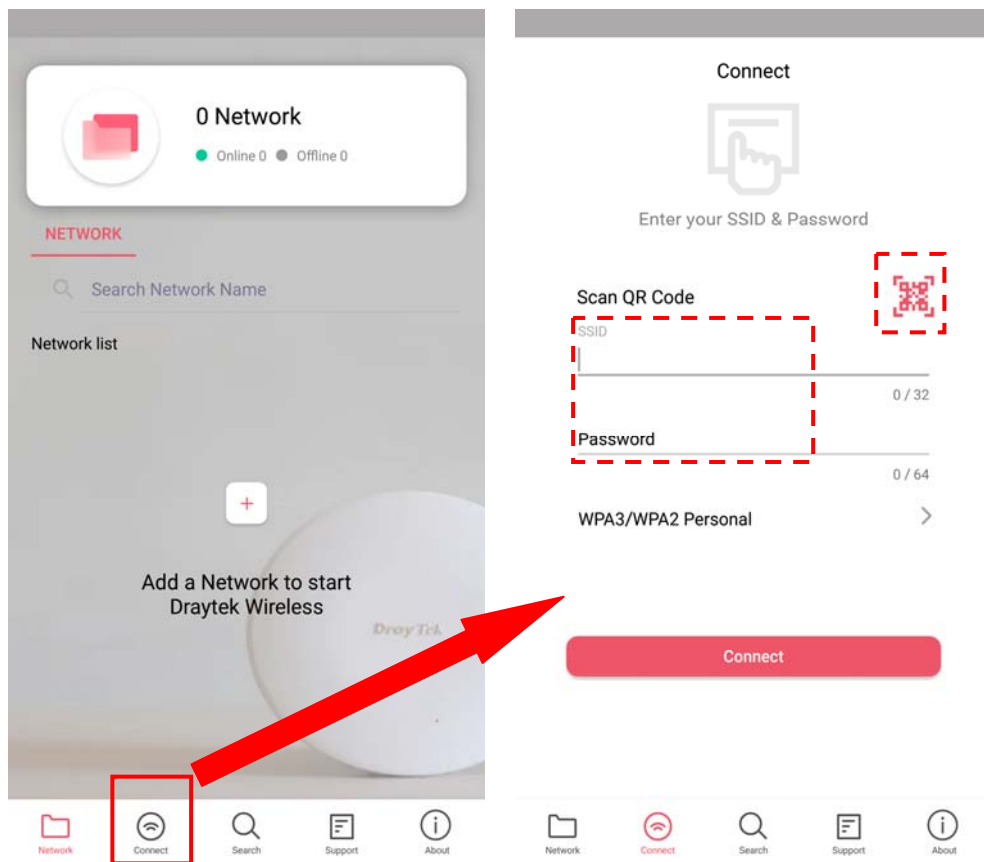 0 Network
Online 0 Offline 0
NETWORK
Search Network Name
Network list
+
Add a Network to start
Draytek Wireless
DrayTek
Network Connect Search Support About
Connect
Enter your SSID & Password
Scan QR Code
SSID
0 / 32
Password
0 / 64
WPA3/WPA2 Personal
Connect
Network Connect Search Support About